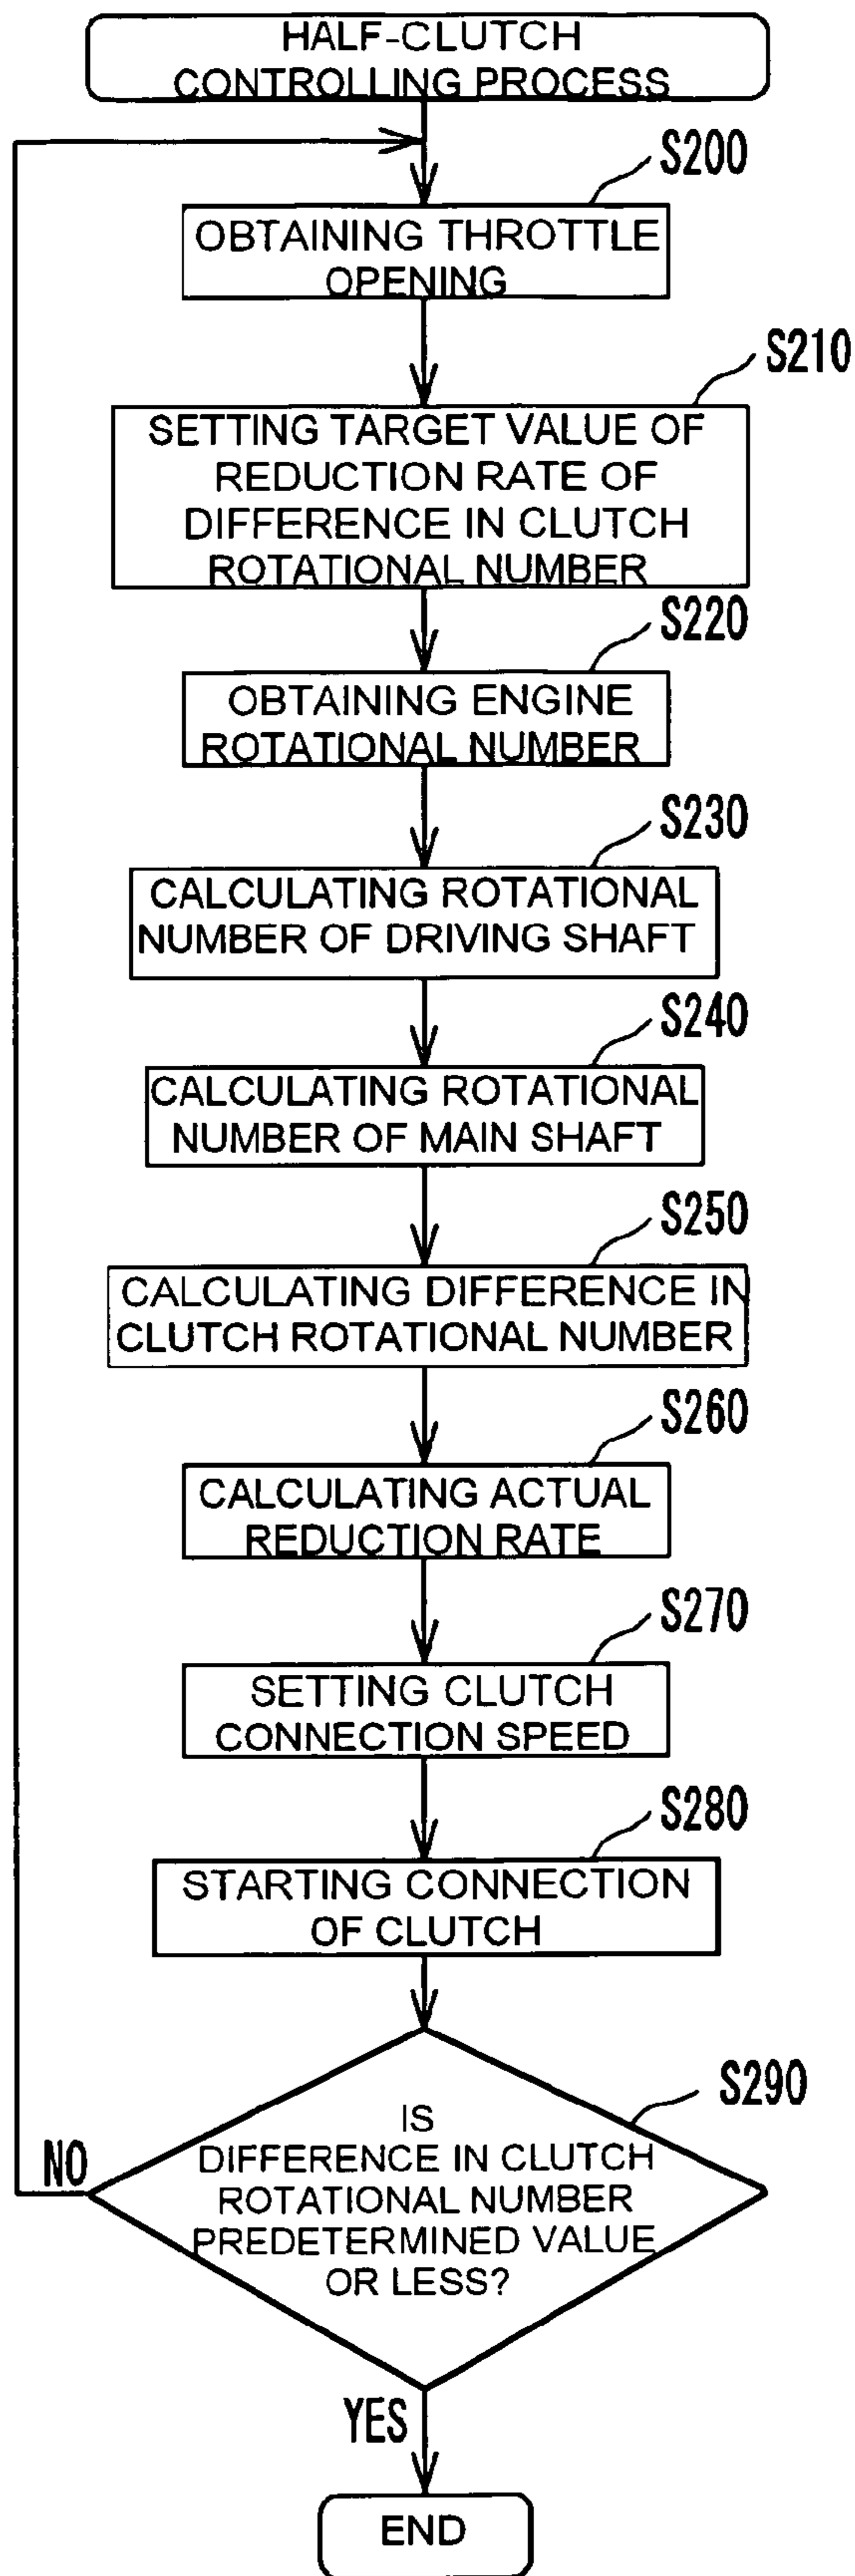 HALF-CLUTCH
CONTROLLING PROCESS
S200
OBTAINING THROTTLE
OPENING
S210
SETTING TARGET VALUE OF
REDUCTION RATE OF
DIFFERENCE IN CLUTCH
ROTATIONAL NUMBER
S220
OBTAINING ENGINE
ROTATIONAL NUMBER
S230
CALCULATING ROTATIONAL
NUMBER OF DRIVING SHAFT
S240
CALCULATING ROTATIONAL
NUMBER OF MAIN SHAFT
S250
CALCULATING DIFFERENCE IN
CLUTCH ROTATIONAL NUMBER
S260
CALCULATING ACTUAL
REDUCTION RATE
S270
SETTING CLUTCH
CONNECTION SPEED
S280
STARTING CONNECTION
OF CLUTCH
S290
IS
DIFFERENCE IN CLUTCH
ROTATIONAL NUMBER
PREDETERMINED VALUE
OR LESS?
NO
YES
END